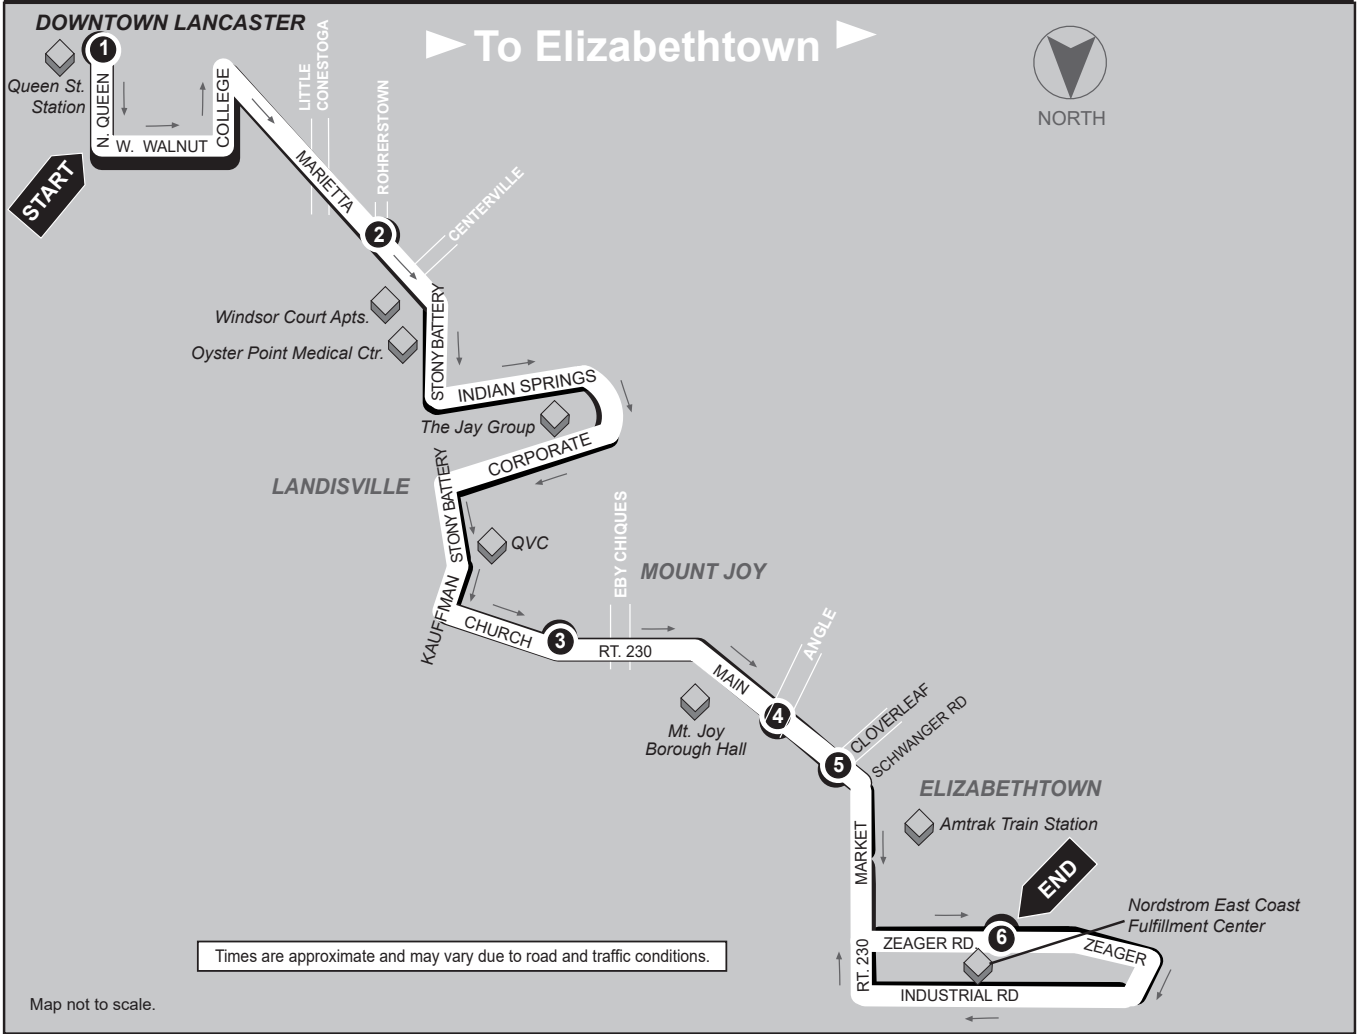 DOWNTOWN LANCASTER
1
Queen St.
Station
N. QUEEN
W. WALNUT
COLLEGE
START
LITTLE
CONESTOGA
To Elizabethtown
NORTH
MARIETTA
ROHRERSTOWN
2
CENTERVILLE
Windsor Court Apts.
Oyster Point Medical Ctr.
STONY BATTERY
INDIAN SPRINGS
The Jay Group
CORPORATE
LANDISVILLE
STONY BATTERY
QVC
KAUFFMAN
CHURCH
3
EBY CHIQUES
MOUNT JOY
RT. 230
MAIN
ANGLE
Mt. Joy
Borough Hall
4
5
CLOVERLEAF
SCHWANGER RD
ELIZABETHTOWN
Amtrak Train Station
MARKET
END
Nordstrom East Coast
Fulfillment Center
6
ZEAGER RD
ZEAGER
RT. 230
INDUSTRIAL RD
Times are approximate and may vary due to road and traffic conditions.
Map not to scale.